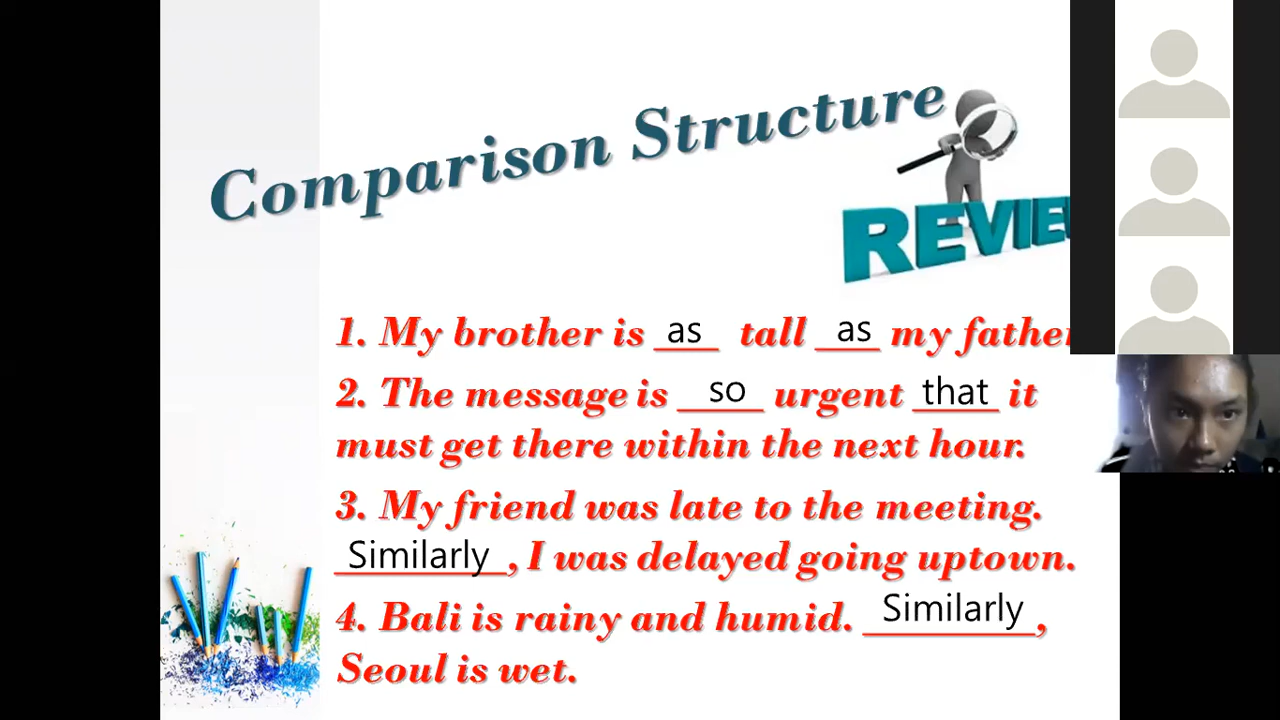 Comparison Structure
REVIE
1. My brother is as tall as my father
2. The message is so urgent that it
must get there within the next hour.
3. My friend was late to the meeting.
Similarly, I was delayed going uptown.
4. Bali is rainy and humid. Similarly,
Seoul is wet.